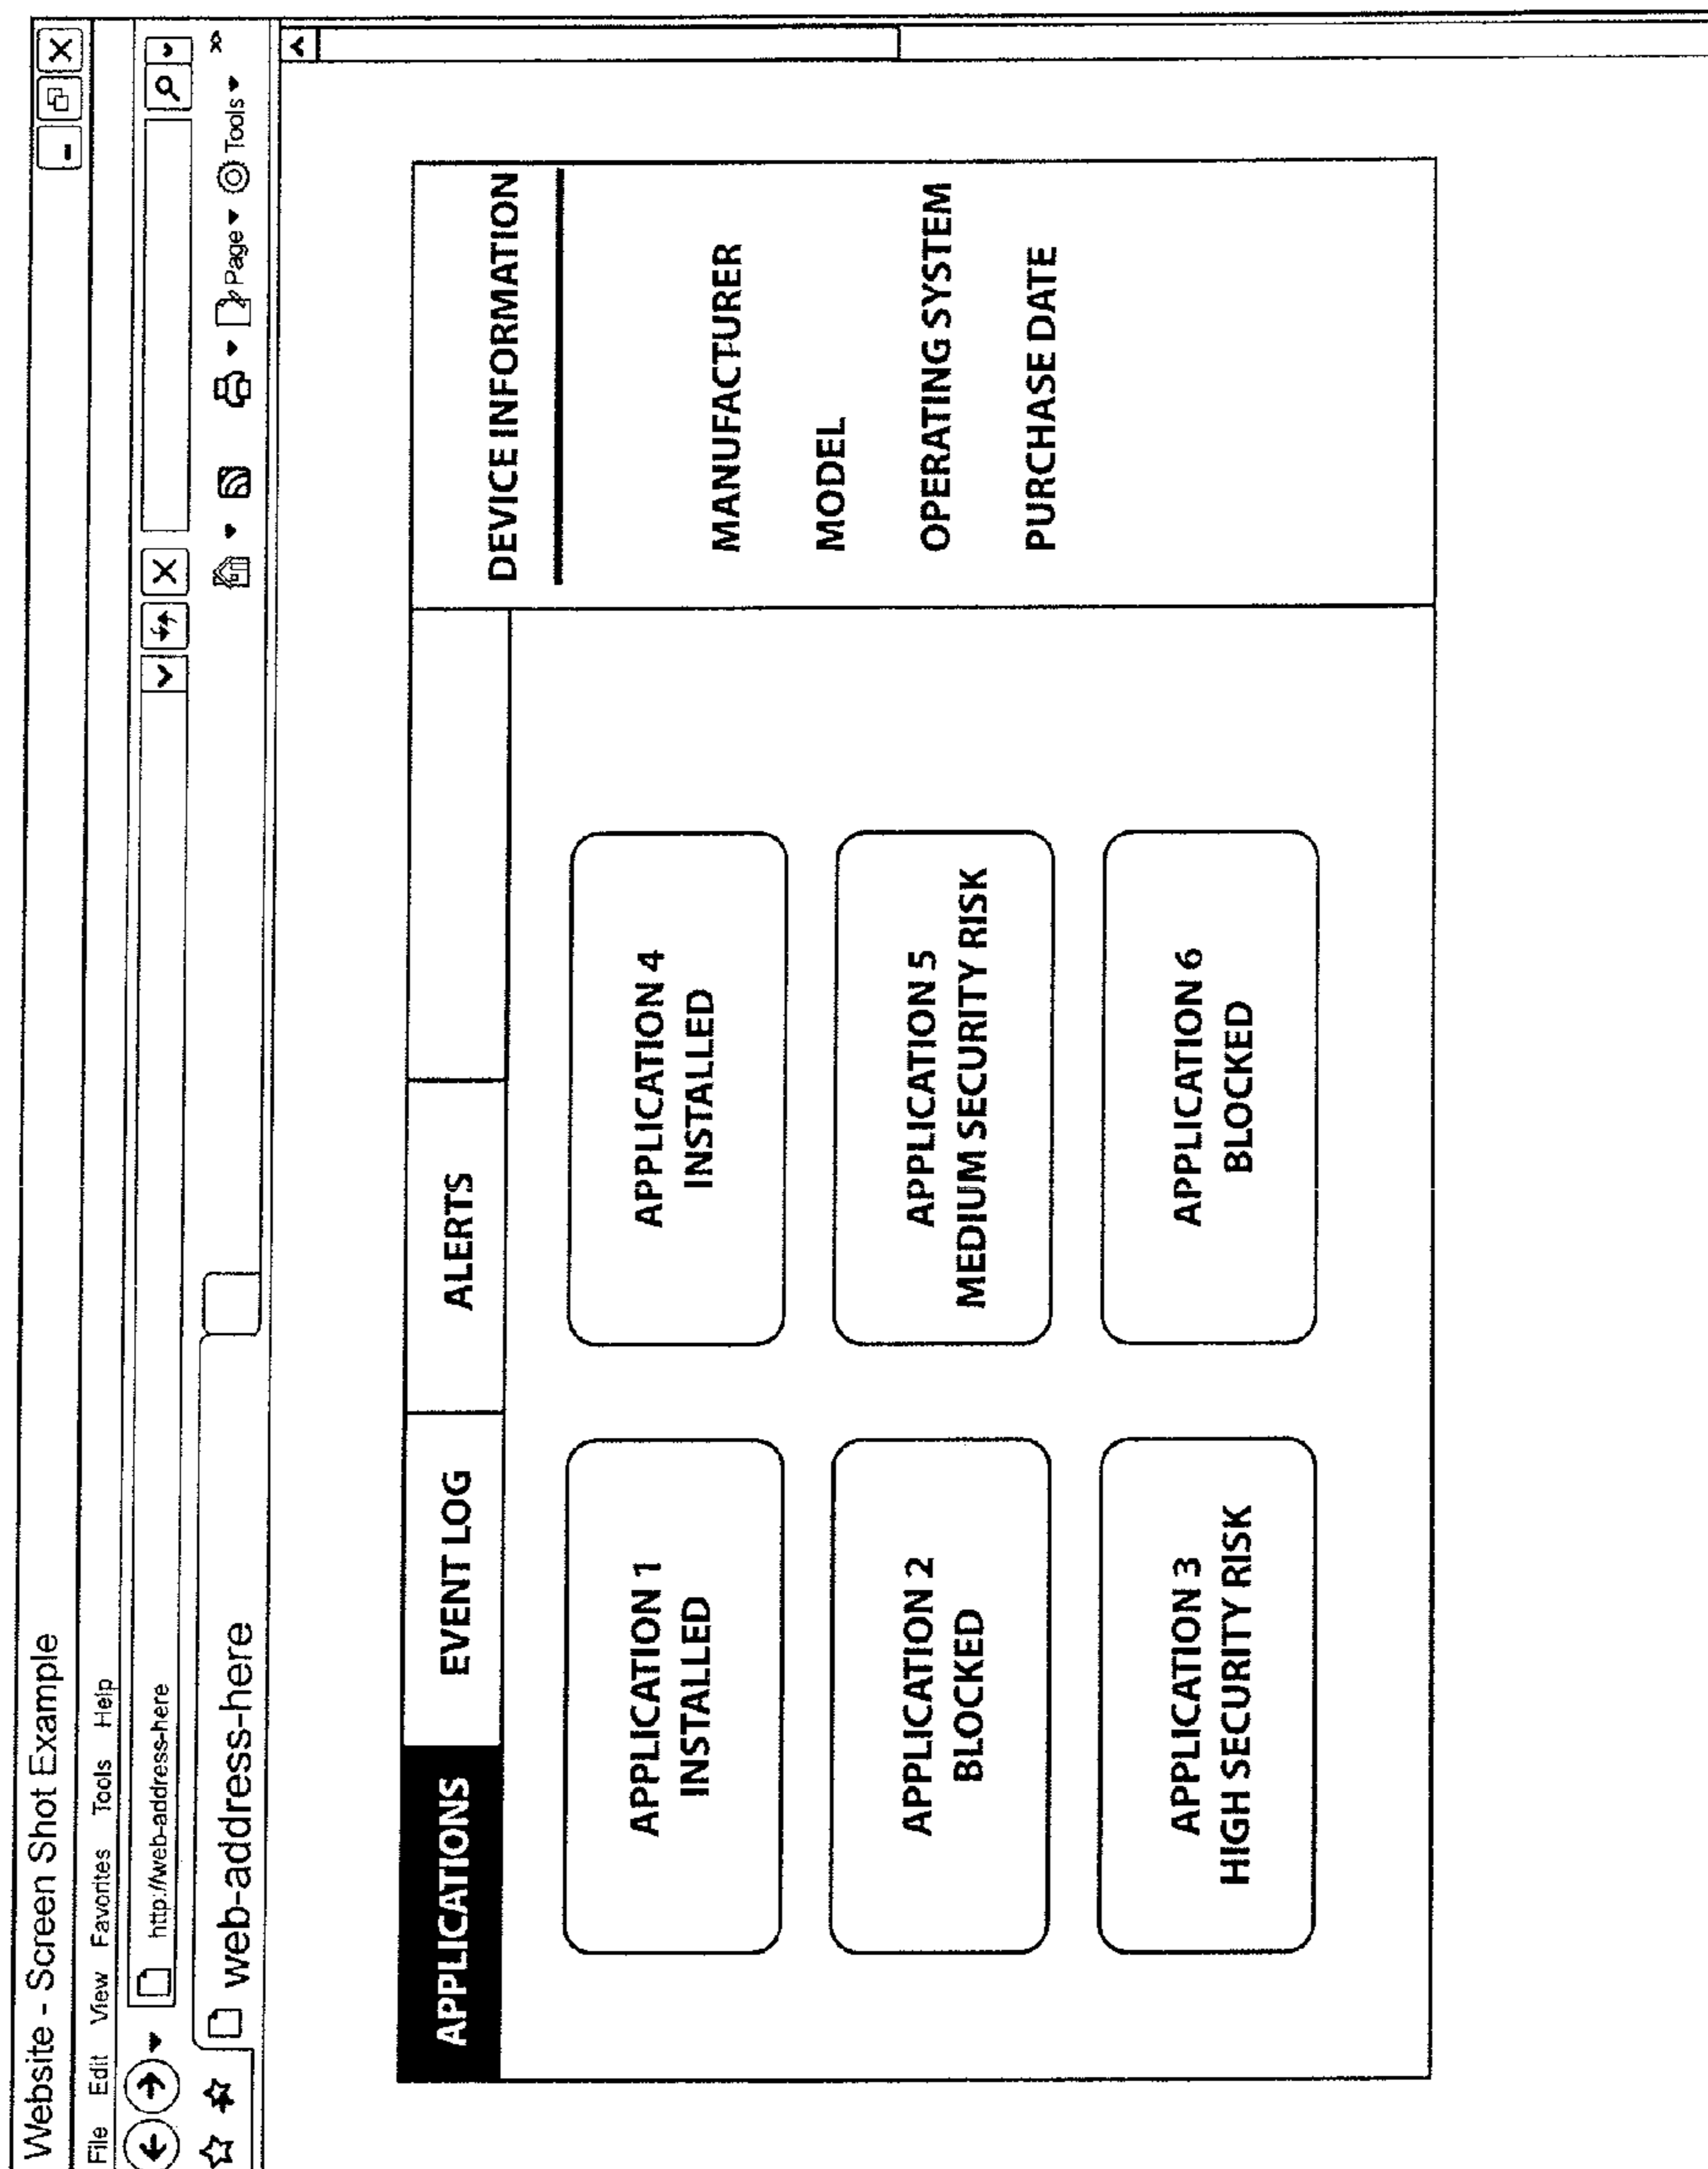 Website - Screen Shot Example
File Edit View Favorites Tools Help
http://web-address-here
web-address-here
Page Tools
APPLICATIONS EVENT LOG ALERTS
DEVICE INFORMATION
APPLICATION 1
INSTALLED
APPLICATION 4
INSTALLED
MANUFACTURER
MODEL
OPERATING SYSTEM
PURCHASE DATE
APPLICATION 2
BLOCKED
APPLICATION 5
MEDIUM SECURITY RISK
APPLICATION 3
HIGH SECURITY RISK
APPLICATION 6
BLOCKED